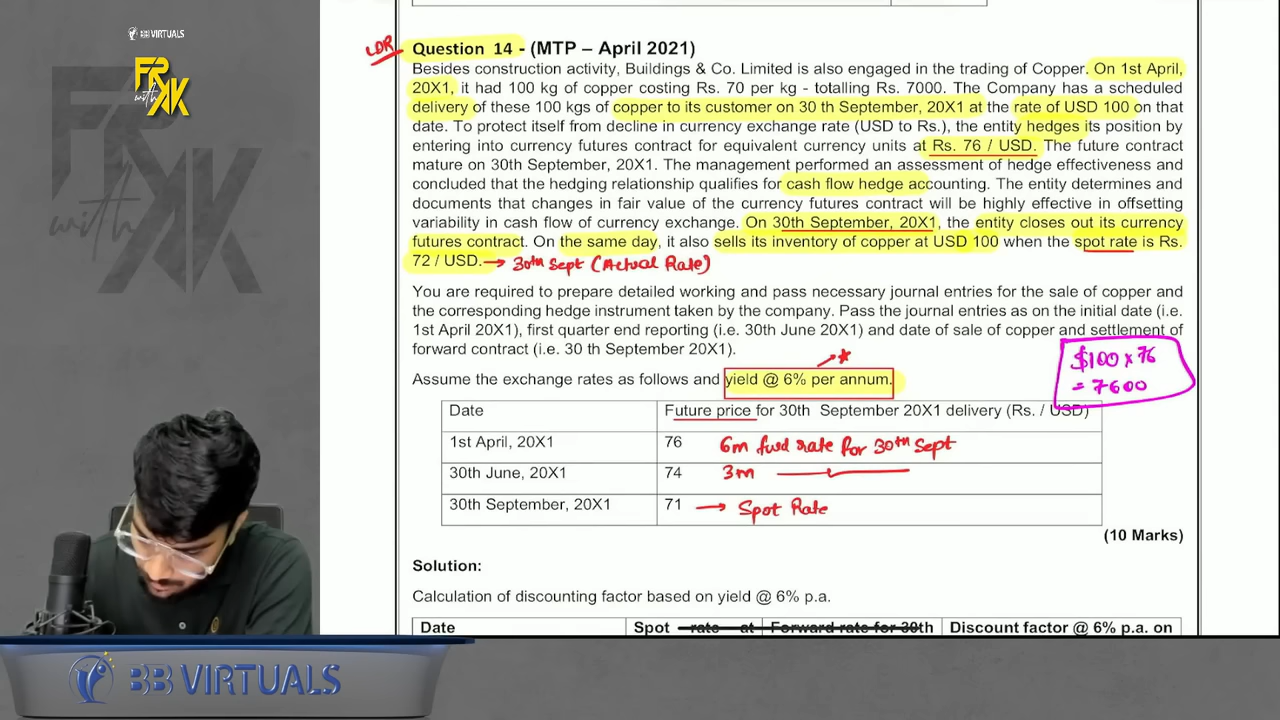 BB VIRTUALS
FR
with
AK
FR
with
AK
LDR
Question 14 - (MTP – April 2021)
Besides construction activity, Buildings & Co. Limited is also engaged in the trading of Copper. On 1st April,
20X1, it had 100 kg of copper costing Rs. 70 per kg - totalling Rs. 7000. The Company has a scheduled
delivery of these 100 kgs of copper to its customer on 30 th September, 20X1 at the rate of USD 100 on that
date. To protect itself from decline in currency exchange rate (USD to Rs.), the entity hedges its position by
entering into currency futures contract for equivalent currency units at Rs. 76 / USD. The future contract
mature on 30th September, 20X1. The management performed an assessment of hedge effectiveness and
concluded that the hedging relationship qualifies for cash flow hedge accounting. The entity determines and
documents that changes in fair value of the currency futures contract will be highly effective in offsetting
variability in cash flow of currency exchange. On 30th September, 20X1, the entity closes out its currency
futures contract. On the same day, it also sells its inventory of copper at USD 100 when the spot rate is Rs.
72 / USD. → 30th Sept (Actual Rate)
You are required to prepare detailed working and pass necessary journal entries for the sale of copper and
the corresponding hedge instrument taken by the company. Pass the journal entries as on the initial date (i.e.
1st April 20X1), first quarter end reporting (i.e. 30th June 20X1) and date of sale of copper and settlement of
forward contract (i.e. 30 th September 20X1).
$100 x 76
= 7600
Assume the exchange rates as follows and yield @ 6% per annum.
Date Future price for 30th September 20X1 delivery (Rs. / USD)
1st April, 20X1 76 6m fwd rate for 30th Sept
30th June, 20X1 74 3m
30th September, 20X1 71 → Spot Rate
(10 Marks)
Solution:
Calculation of discounting factor based on yield @ 6% p.a.
Date Spot rate at Forward rate for 30th Discount factor @ 6% p.a. on
BB VIRTUALS